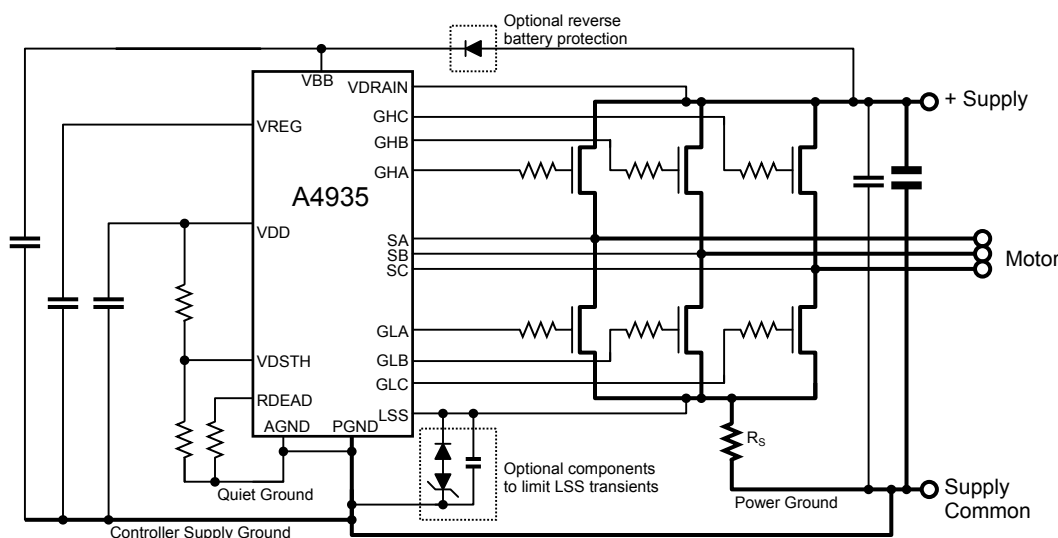 Optional reverse
battery protection
VBB
VDRAIN
+ Supply
GHC
VREG
GHB
GHA
A4935
VDD
SA
SB
SC
Motor
GLA
VDSTH
GLB
GLC
RDEAD
LSS
AGND
PGND
RS
Optional components
to limit LSS transients
Quiet Ground
Power Ground
Supply
Common
Controller Supply Ground